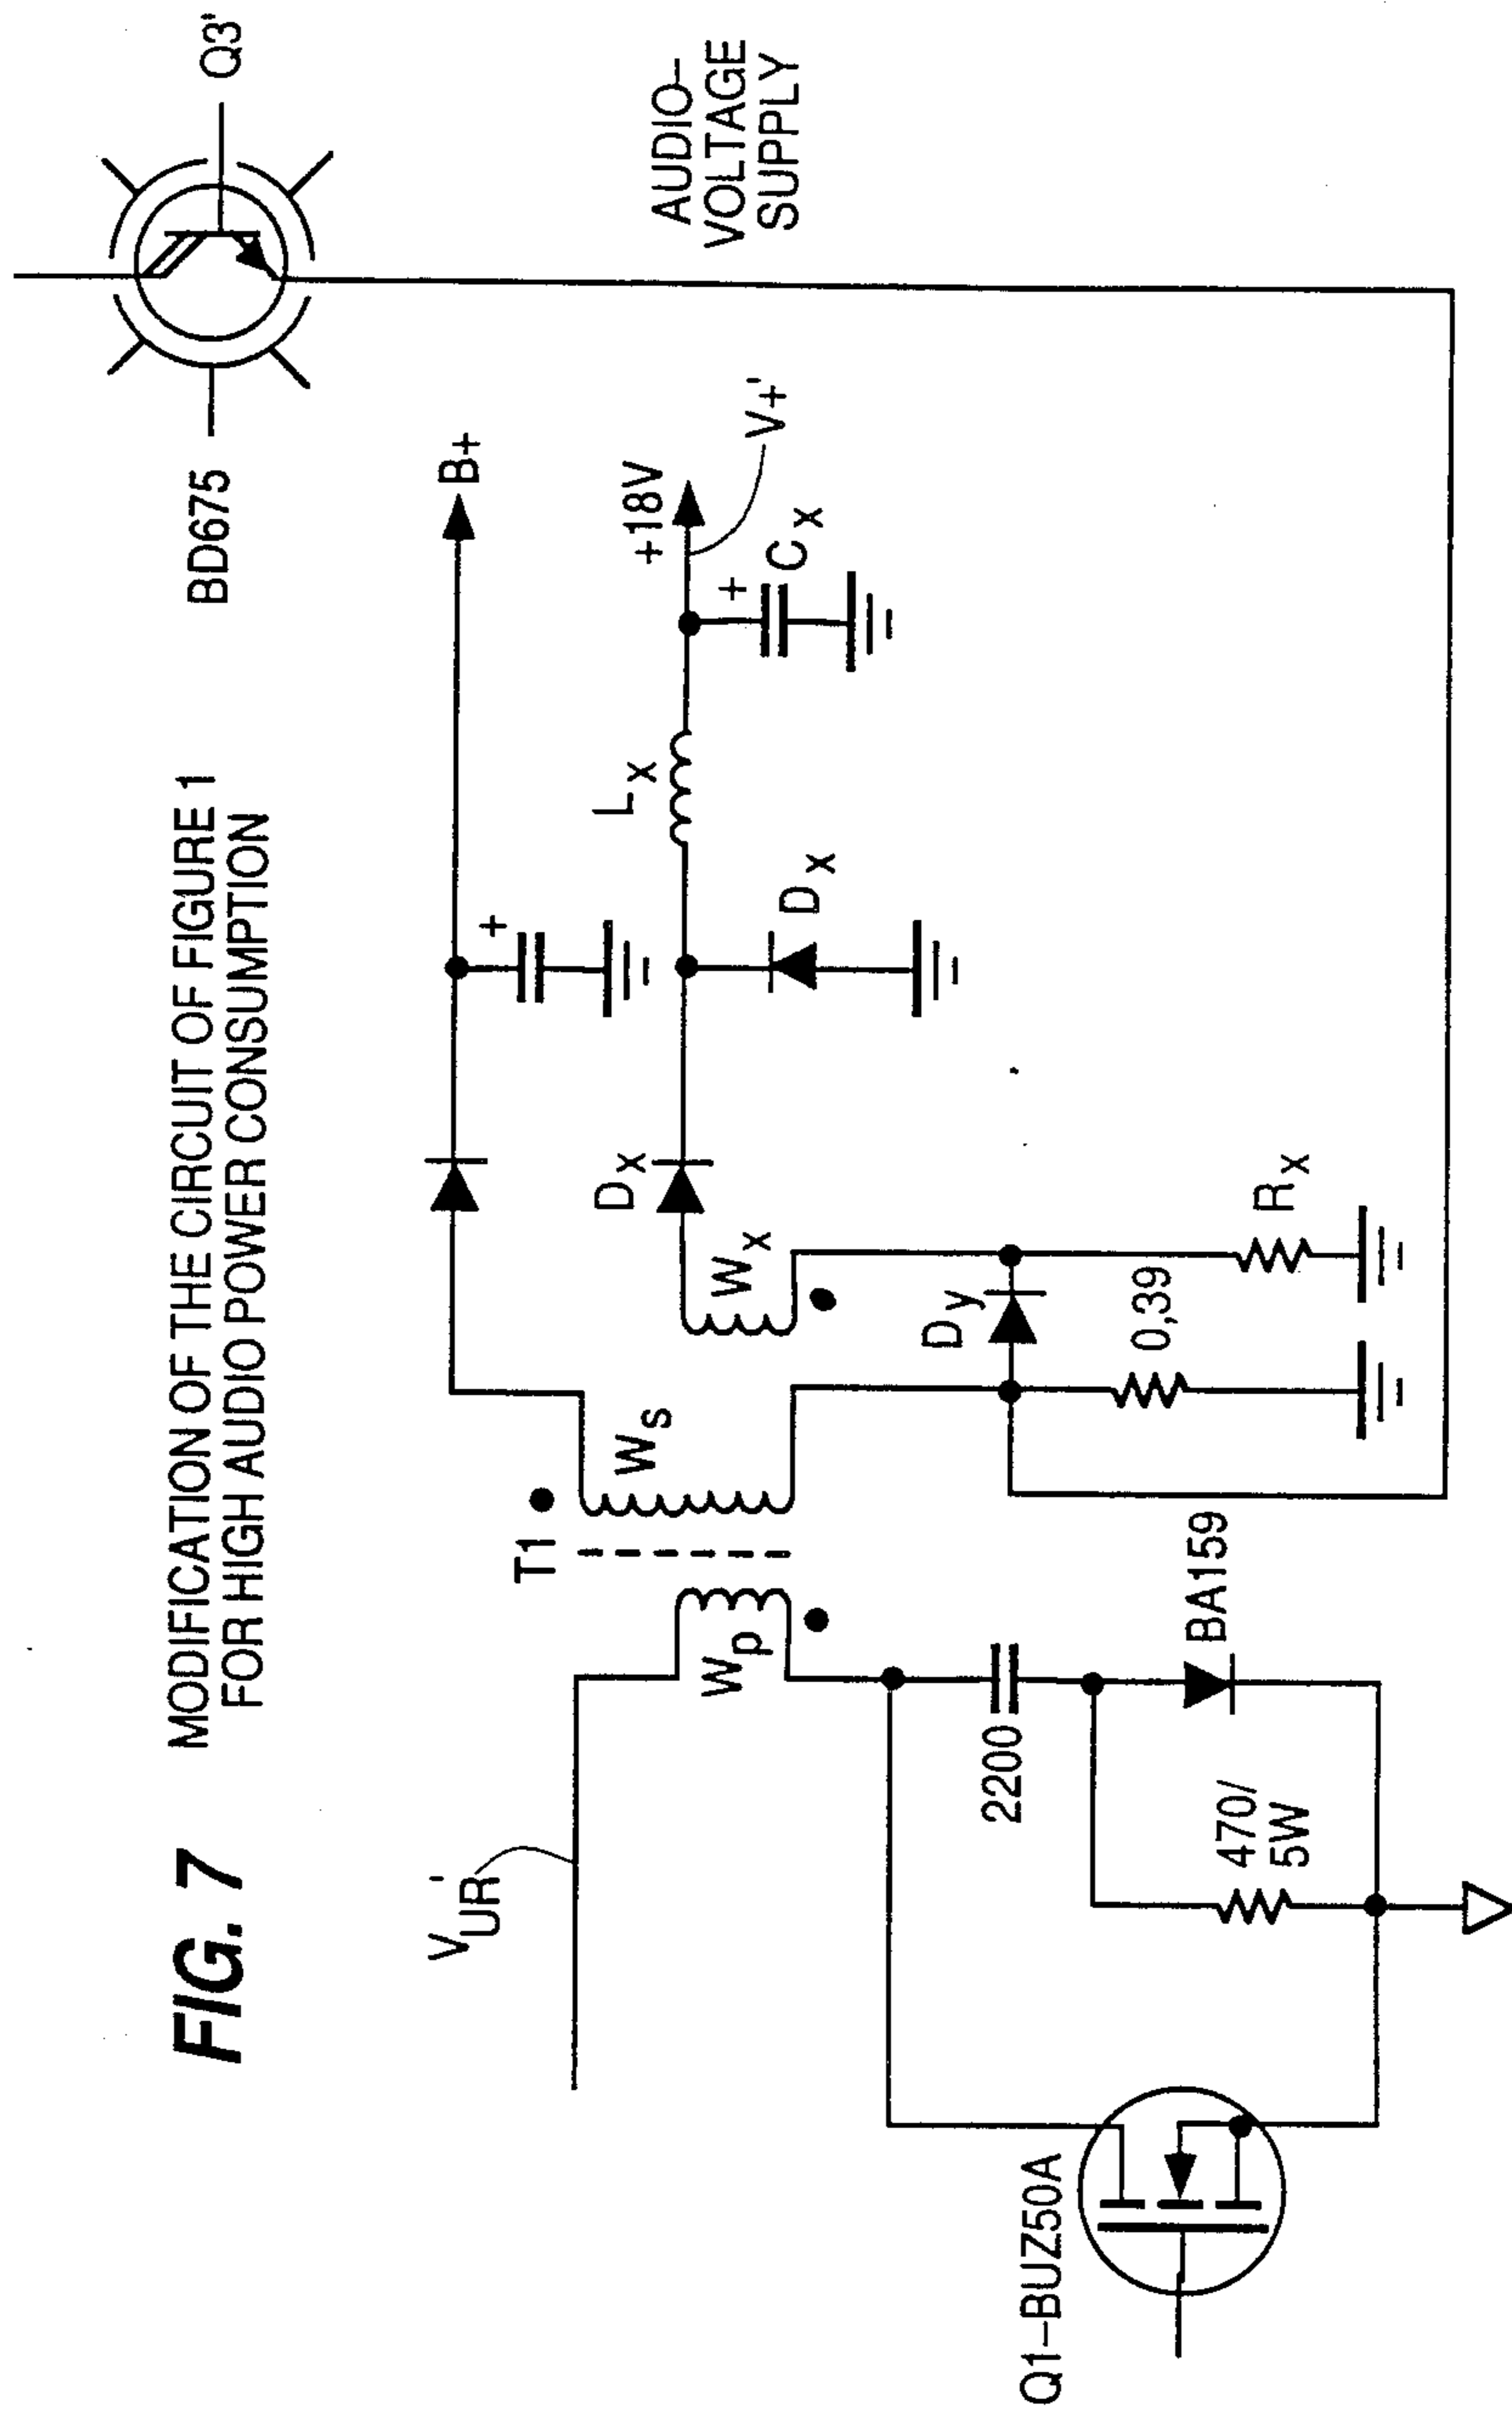 FIG. 7
MODIFICATION OF THE CIRCUIT OF FIGURE 1
FOR HIGH AUDIO POWER CONSUMPTION
BD675
Q3'
V'UR
T1
Ws
B+
+
Dx
Lx
+18V
V+'
AUDIO–
VOLTAGE
SUPPLY
Wp
Wx
Dx
+
Cx
2200
Dy
470/
5W
BA159
0,39
Rx
Q1–BUZ50A